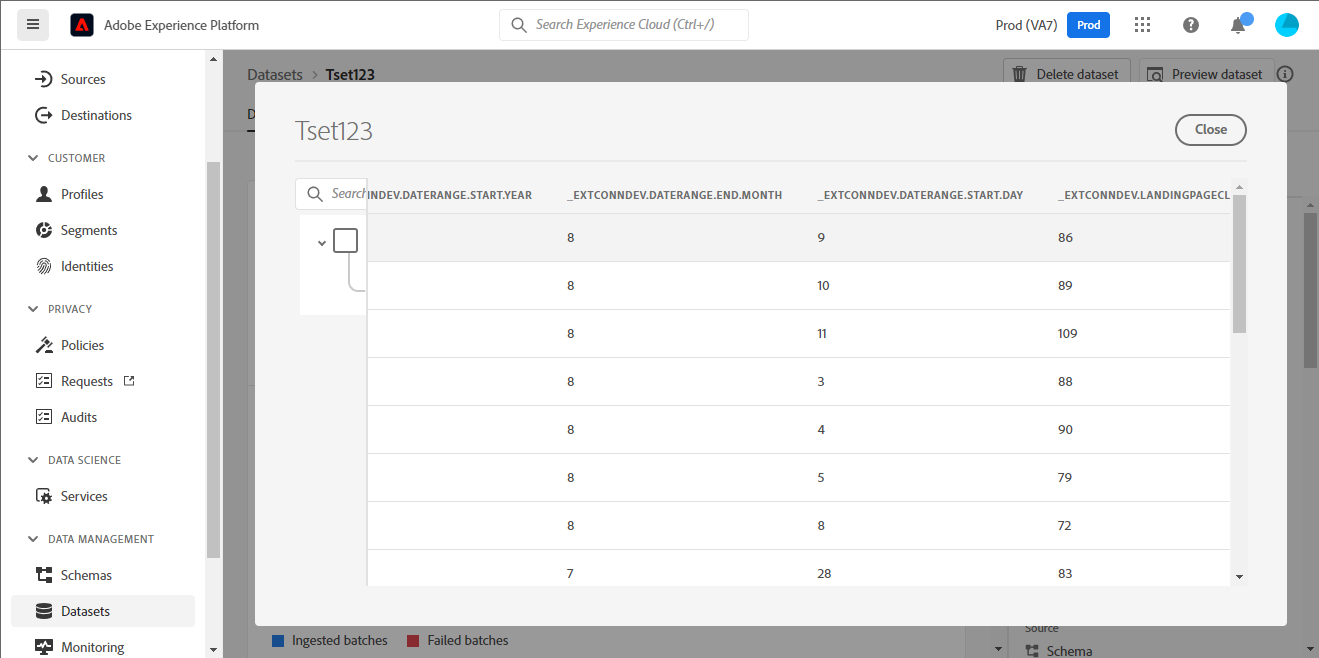 Adobe Experience Platform
Search Experience Cloud (Ctrl+/)
Prod (VA7)
Prod
Sources
Destinations
CUSTOMER
Profiles
Segments
Identities
PRIVACY
Policies
Requests
Audits
DATA SCIENCE
Services
DATA MANAGEMENT
Schemas
Datasets
Monitoring
Datasets > Tset123
Delete dataset
Preview dataset
D
Tset123
Close
Search
INDEV.DATERANGE.START.YEAR _EXTCONNDEV.DATERANGE.END.MONTH _EXTCONNDEV.DATERANGE.START.DAY _EXTCONNDEV.LANDINGPAGECL
8 9 86
8 10 89
8 11 109
8 3 88
8 4 90
8 5 79
8 8 72
7 28 83
Ingested batches
Failed batches
Source
Schema